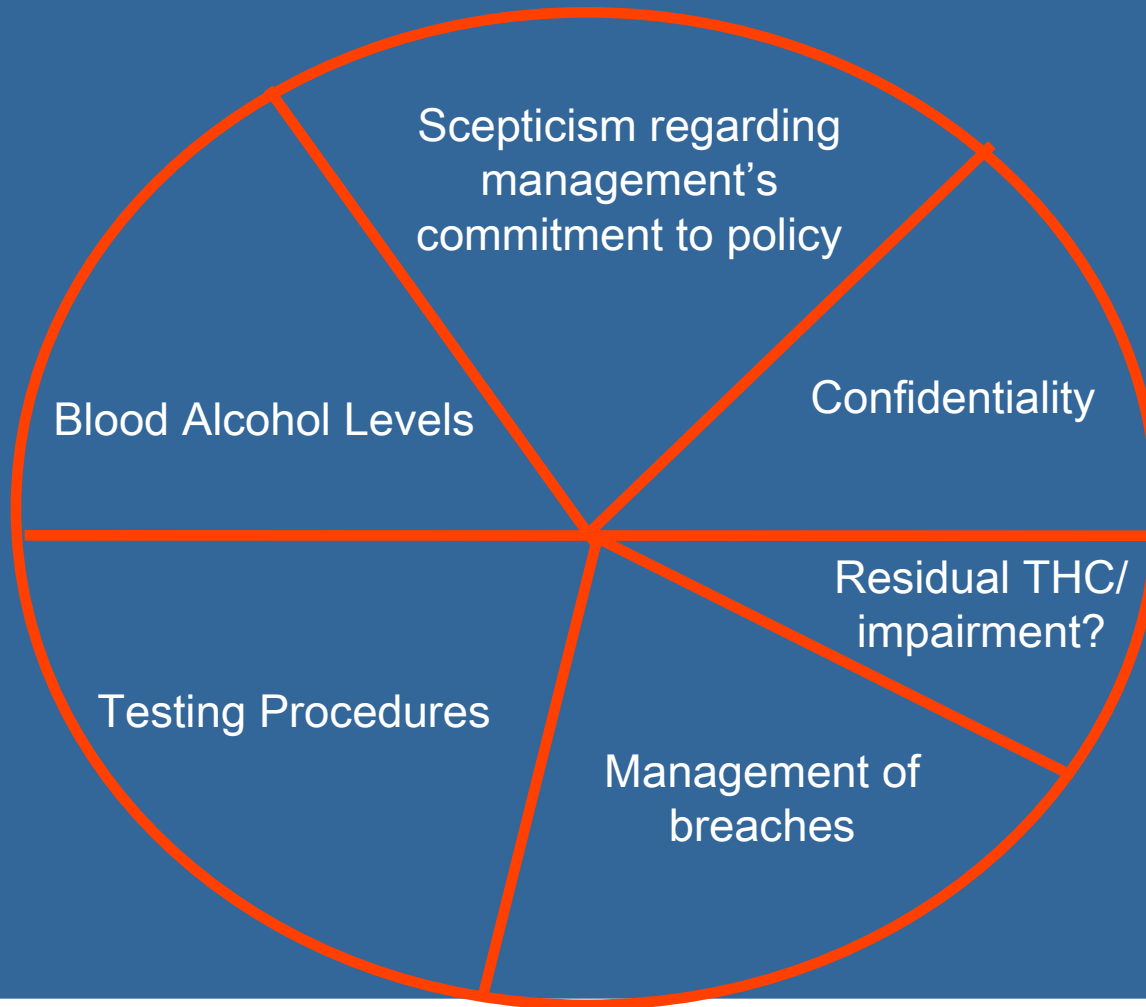 Scepticism regarding
management’s
commitment to policy
Confidentiality
Blood Alcohol Levels
Residual THC/
impairment?
Testing Procedures
Management of
breaches